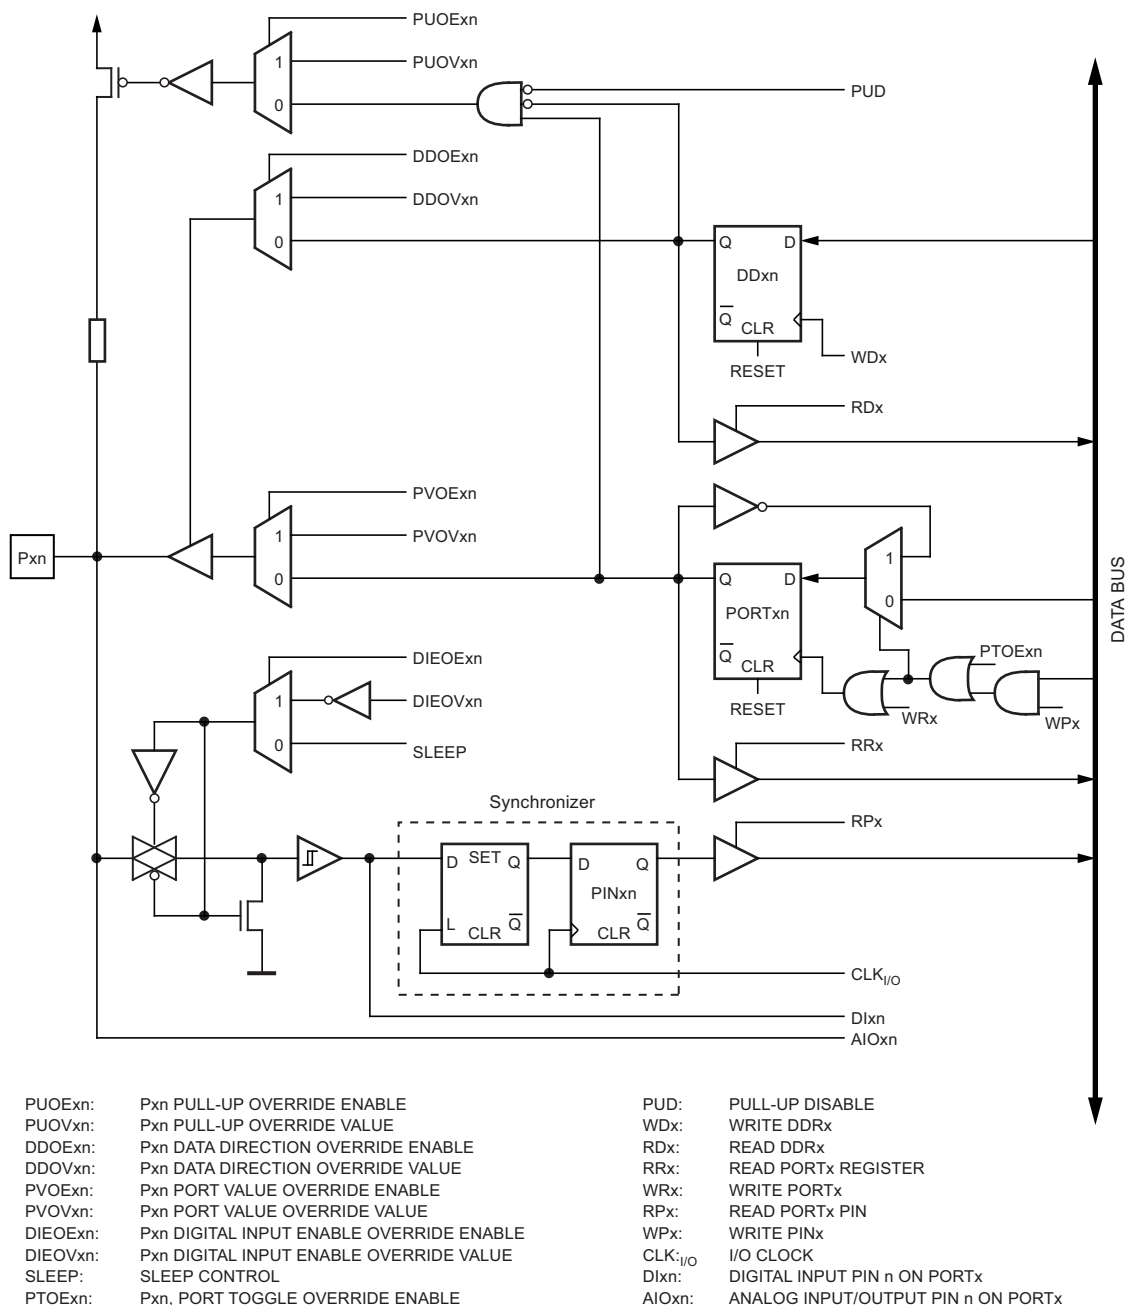 PUOExn
1
PUOVxn
0
PUD
DDOExn
1
DDOVxn
0
Q D
DDxn
Q
CLR
WDx
RESET
RDx
PVOExn
1
PVOVxn
Pxn
0
1
Q D
0
PORTxn
DATA BUS
Q
CLR
PTOExn
DIEOExn
RESET
WRx
WPx
1
DIEOVxn
0
SLEEP
RRx
Synchronizer
RPx
D SET Q
D Q
PINxn
L CLR Q
CLR Q
CLKI/O
DIxn
AIOxn
PUOExn: Pxn PULL-UP OVERRIDE ENABLE
PUOVxn: Pxn PULL-UP OVERRIDE VALUE
DDOExn: Pxn DATA DIRECTION OVERRIDE ENABLE
DDOVxn: Pxn DATA DIRECTION OVERRIDE VALUE
PVOExn: Pxn PORT VALUE OVERRIDE ENABLE
PVOVxn: Pxn PORT VALUE OVERRIDE VALUE
DIEOExn: Pxn DIGITAL INPUT ENABLE OVERRIDE ENABLE
DIEOVxn: Pxn DIGITAL INPUT ENABLE OVERRIDE VALUE
SLEEP: SLEEP CONTROL
PTOExn: Pxn, PORT TOGGLE OVERRIDE ENABLE
PUD: PULL-UP DISABLE
WDx: WRITE DDRx
RDx: READ DDRx
RRx: READ PORTx REGISTER
WRx: WRITE PORTx
RPx: READ PORTx PIN
WPx: WRITE PINx
CLK:I/O I/O CLOCK
DIxn: DIGITAL INPUT PIN n ON PORTx
AIOxn: ANALOG INPUT/OUTPUT PIN n ON PORTx